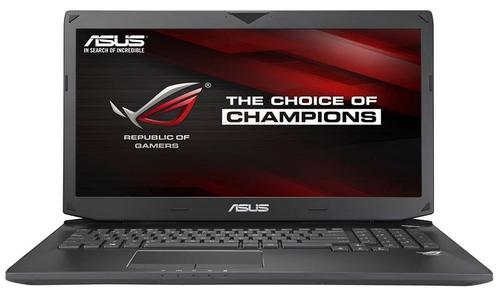 ASUS
IN SEARCH OF INCREDIBLE
THE CHOICE OF
CHAMPIONS
REPUBLIC OF
GAMERS
ASUS